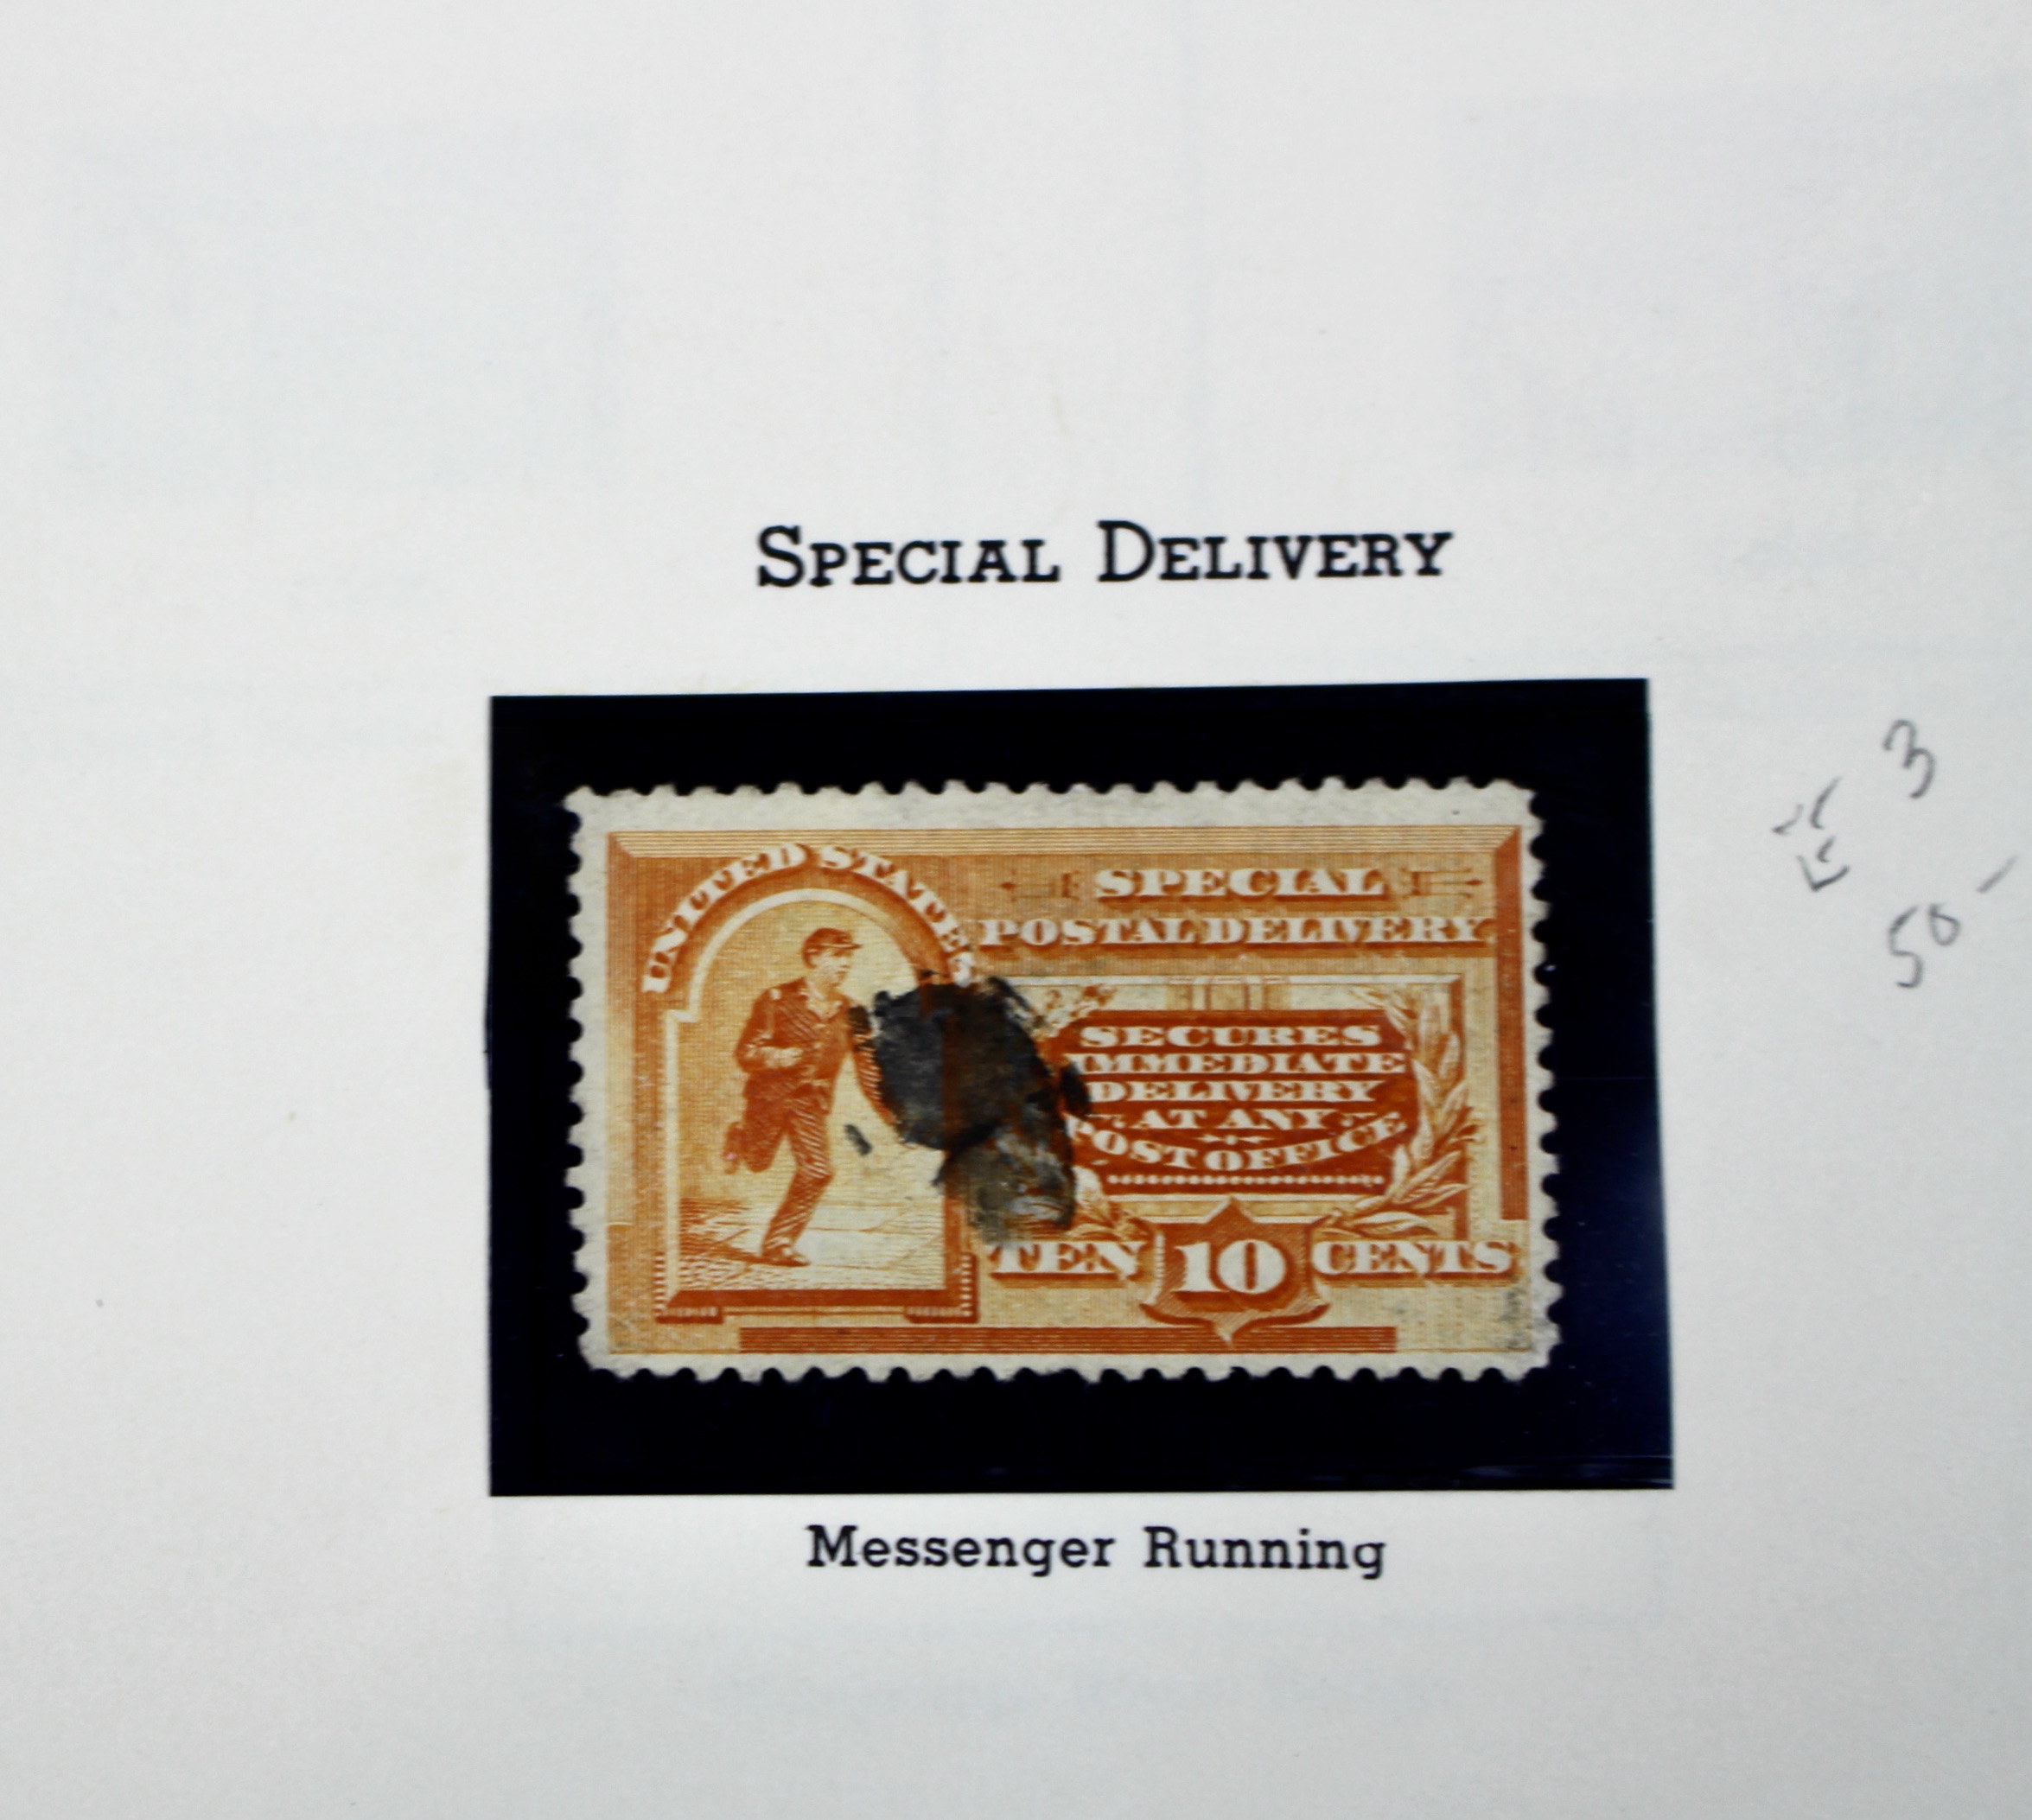 SPECIAL DELIVERY
UNITED STATES
SPECIAL
POSTAL DELIVERY
SECURES
IMMEDIATE
DELIVERY
AT ANY
POST OFFICE
TEN 10 CENTS
Messenger Running
3
50 -